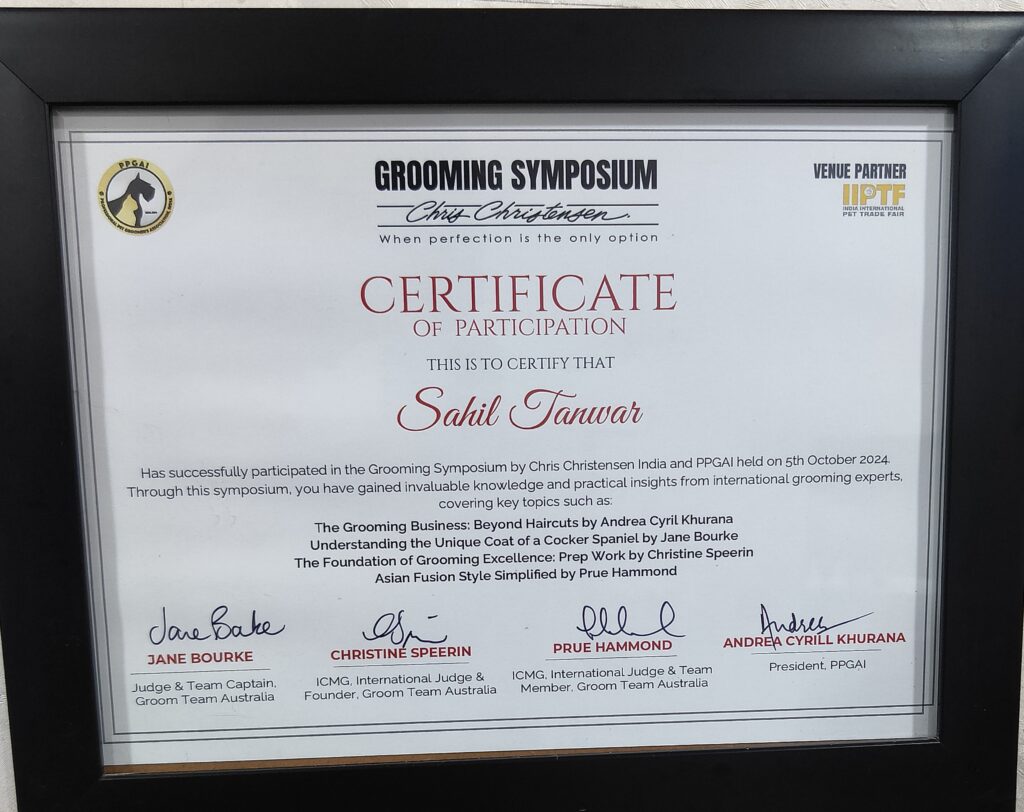 PPGAI
PROFESSIONAL PET GROOMER'S ASSOCIATION, INDIA
GROOMING SYMPOSIUM
Chris Christensen
When perfection is the only option
VENUE PARTNER
IIPTF
INDIA INTERNATIONAL
PET TRADE FAIR
CERTIFICATE
OF PARTICIPATION
THIS IS TO CERTIFY THAT
Sahil Tanwar
Has successfully participated in the Grooming Symposium by Chris Christensen India and PPGAI held on 5th October 2024.
Through this symposium, you have gained invaluable knowledge and practical insights from international grooming experts,
covering key topics such as:
The Grooming Business: Beyond Haircuts by Andrea Cyril Khurana
Understanding the Unique Coat of a Cocker Spaniel by Jane Bourke
The Foundation of Grooming Excellence: Prep Work by Christine Speerin
Asian Fusion Style Simplified by Prue Hammond
Andrea
JANE BOURKE
Judge & Team Captain,
Groom Team Australia
CHRISTINE SPEERIN
ICMG, International Judge &
Founder, Groom Team Australia
PRUE HAMMOND
ICMG, International Judge & Team
Member, Groom Team Australia
ANDREA CYRILL KHURANA
President, PPGAI